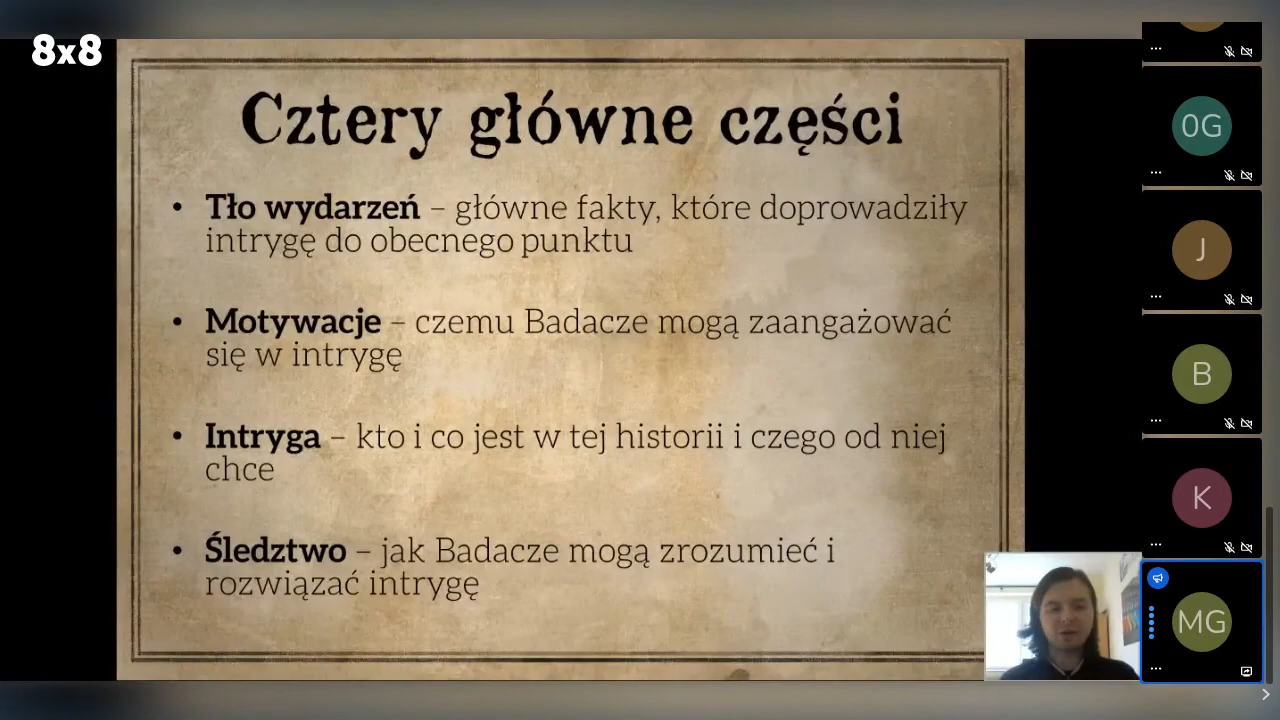 8x8
Cztery główne części
• Tło wydarzeń – główne fakty, które doprowadziły
intrygę do obecnego punktu
• Motywacje – czemu Badacze mogą zaangażować
się w intrygę
• Intryga – kto i co jest w tej historii i czego od niej
chce
• Śledztwo – jak Badacze mogą zrozumieć i
rozwiązać intrygę
0G
J
B
K
MG